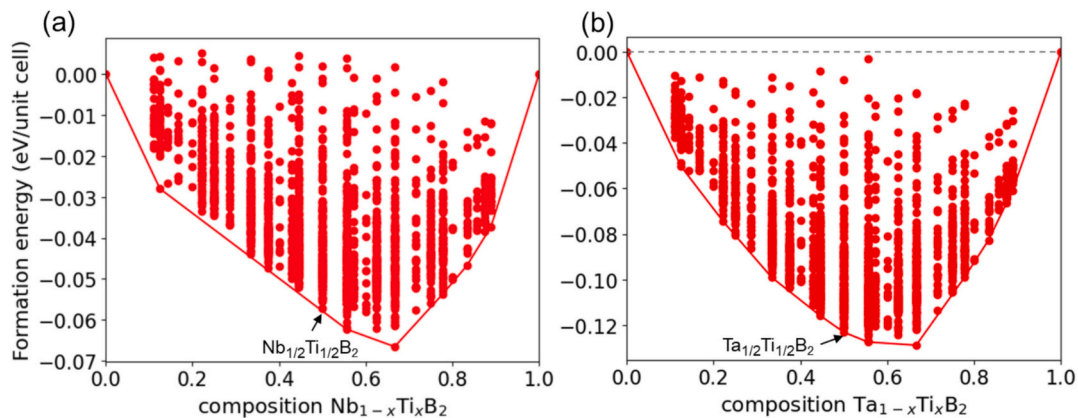 (a)
Formation energy (eV/unit cell)
0.00
−0.01
−0.02
−0.03
−0.04
−0.05
−0.06
−0.07
Nb1/2Ti1/2B2
0.0 0.2 0.4 0.6 0.8 1.0
composition Nb1−xTixB2
(b)
0.00
−0.02
−0.04
−0.06
−0.08
−0.10
−0.12
Ta1/2Ti1/2B2
0.0 0.2 0.4 0.6 0.8 1.0
composition Ta1−xTixB2